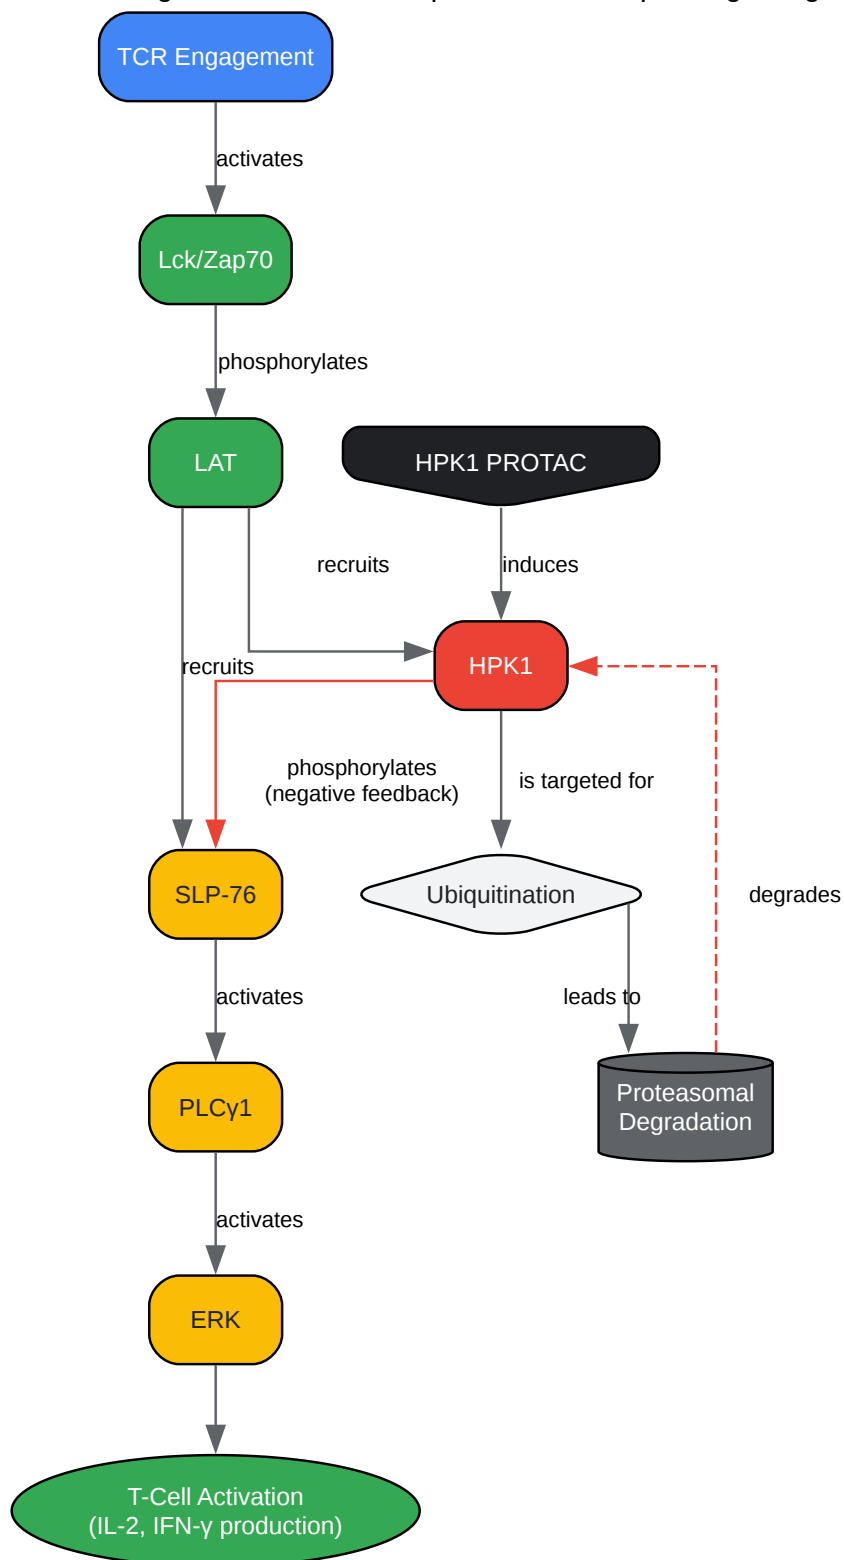 TCR Engagement
activates
Lck/Zap70
phosphorylates
LAT
HPK1 PROTAC
recruits
induces
HPK1
recruits
phosphorylates
(negative feedback)
is targeted for
SLP-76
Ubiquitination
degrades
activates
leads to
PLCγ1
Proteasomal
Degradation
activates
ERK
T-Cell Activation
(IL-2, IFN-γ production)